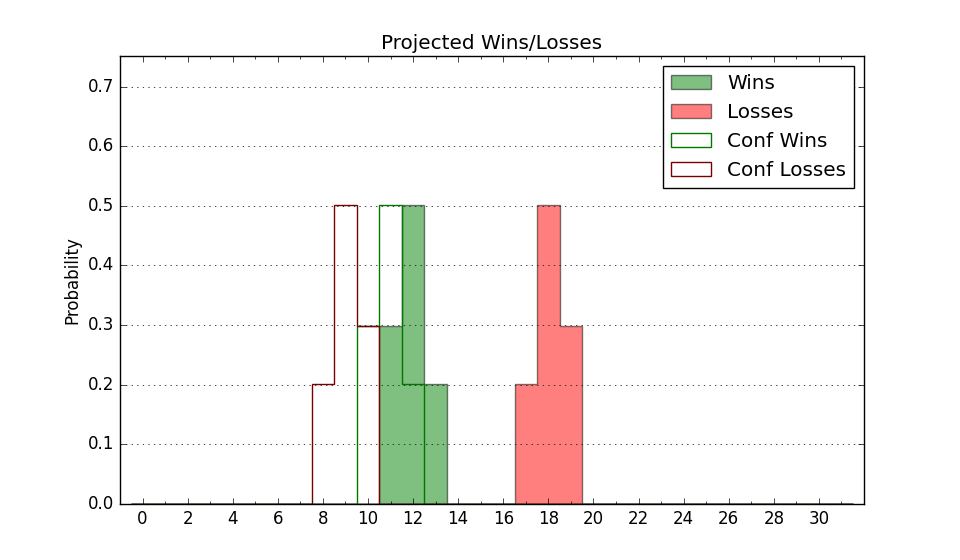 Projected Wins/Losses
Wins
Losses
Conf Wins
Conf Losses
Probability
0.7
0.6
0.5
0.4
0.3
0.2
0.1
0.0
0 2 4 6 8 10 12 14 16 18 20 22 24 26 28 30